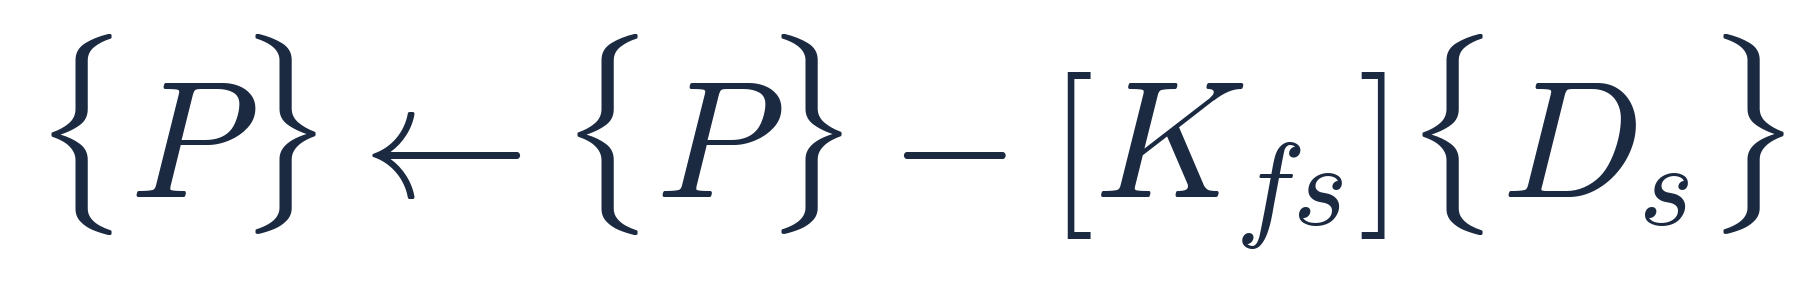 {P} ← {P} − [K_{fs}]{D_s}